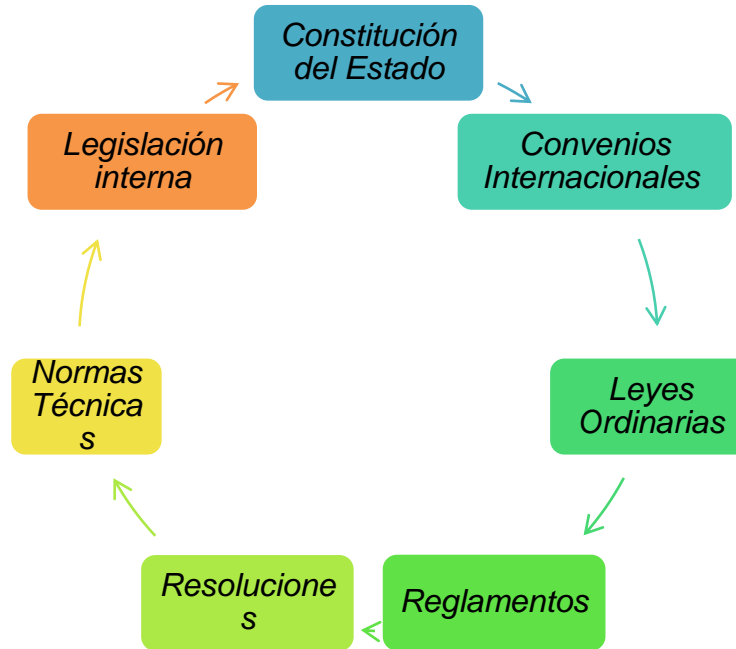 Constitución
del Estado
Convenios
Internacionales
Leyes
Ordinarias
Reglamentos
Resolucione
s
Normas
Técnica
s
Legislación
interna